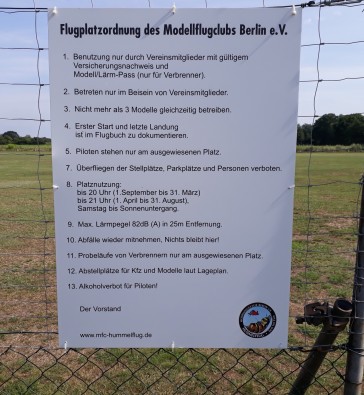 Flugplatzordnung des Modellflugclubs Berlin e.V.
1. Benutzung nur durch Vereinsmitglieder mit gültigem
Versicherungsnachweis und
Modell/Lärm-Pass (nur für Verbrenner).
2. Betreten nur im Beisein von Vereinsmitgliedern.
3. Nicht mehr als 3 Modelle gleichzeitig betreiben.
4. Erster Start und letzte Landung
ist im Flugbuch zu dokumentieren.
5. Piloten stehen nur am ausgewiesenen Platz.
7. Überfliegen der Stellplätze, Parkplätze und Personen verboten.
8. Platznutzung:
bis 20 Uhr (1.September bis 31. März)
bis 21 Uhr (1. April bis 31. August),
Samstag bis Sonnenuntergang.
9. Max. Lärmpegel 82dB (A) in 25m Entfernung.
10. Abfälle wieder mitnehmen, Nichts bleibt hier!
11. Probeläufe von Verbrennern nur am ausgewiesenen Platz.
12. Abstellplätze für Kfz und Modelle laut Lageplan.
13. Alkoholverbot für Piloten!
Der Vorstand
www.mfc-hummelflug.de